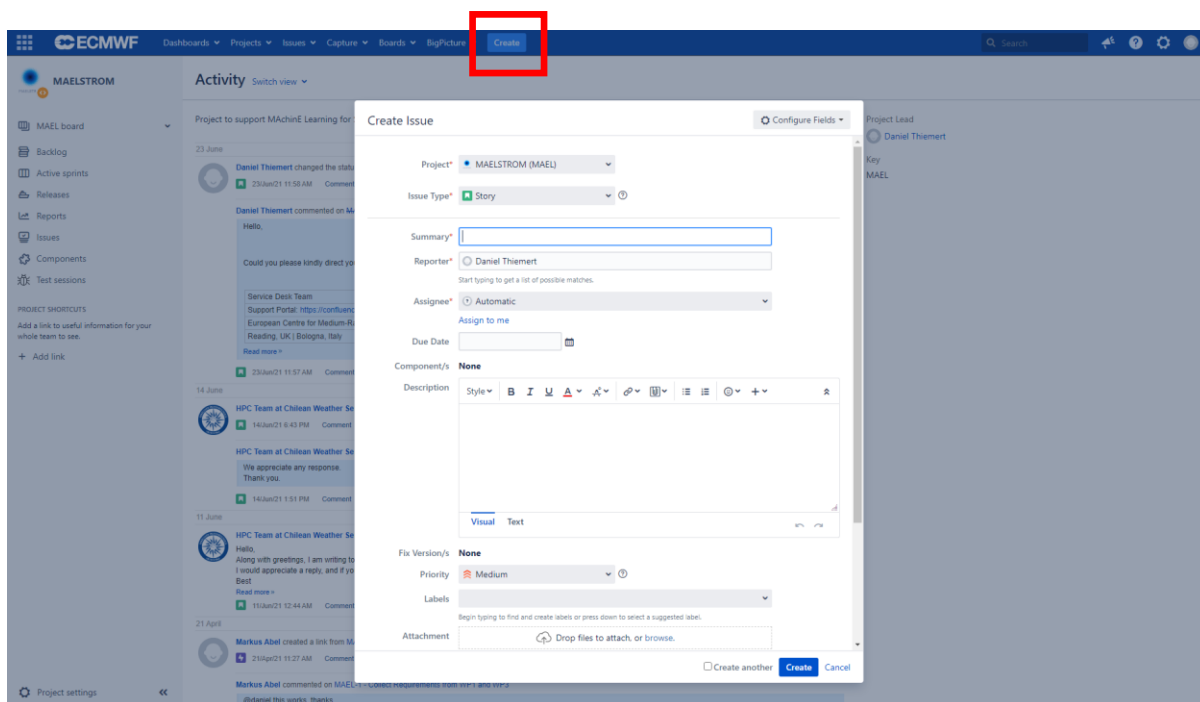 ECMWF Dashboards Projects Issues Capture Boards BigPicture Create Search
MAELSTROM
Activity Switch view
MAEL board
Backlog
Active sprints
Releases
Reports
Issues
Components
Test sessions
PROJECT SHORTCUTS
Add a link to useful information for your
whole team to see.
+ Add link
Project settings
Project to support MAchinE Learning for
23 June
Daniel Thiemert changed the statu
23/Jun/21 11:58 AM Comment
Daniel Thiemert commented on M
Hello,
Could you please kindly direct yo
Service Desk Team
Support Portal: https://confluenc
European Centre for Medium-R
Reading, UK | Bologna, Italy
Read more »
23/Jun/21 11:57 AM Comment
14 June
HPC Team at Chilean Weather Se
14/Jun/21 6:43 PM Comment
HPC Team at Chilean Weather Se
We appreciate any response.
Thank you.
14/Jun/21 1:51 PM Comment
11 June
HPC Team at Chilean Weather Se
Hello,
Along with greetings, I am writing to
I would appreciate a reply, and if yo
Best
Read more »
11/Jun/21 12:44 AM Comment
21 April
Markus Abel created a link from M
21/Apr/21 11:27 AM Comment
Markus Abel commented on MAEL-1 - Collect Requirements from WP1 and WP3
@daniel this works, thanks
Create Issue
Configure Fields
Project* MAELSTROM (MAEL)
Issue Type* Story
Summary*
Reporter* Daniel Thiemert
Start typing to get a list of possible matches.
Assignee* Automatic
Assign to me
Due Date
Component/s None
Description Style B I U A
Visual Text
Fix Version/s None
Priority Medium
Labels
Begin typing to find and create labels or press down to select a suggested label.
Attachment Drop files to attach, or browse.
Create another Create Cancel
Project Lead
Daniel Thiemert
Key
MAEL